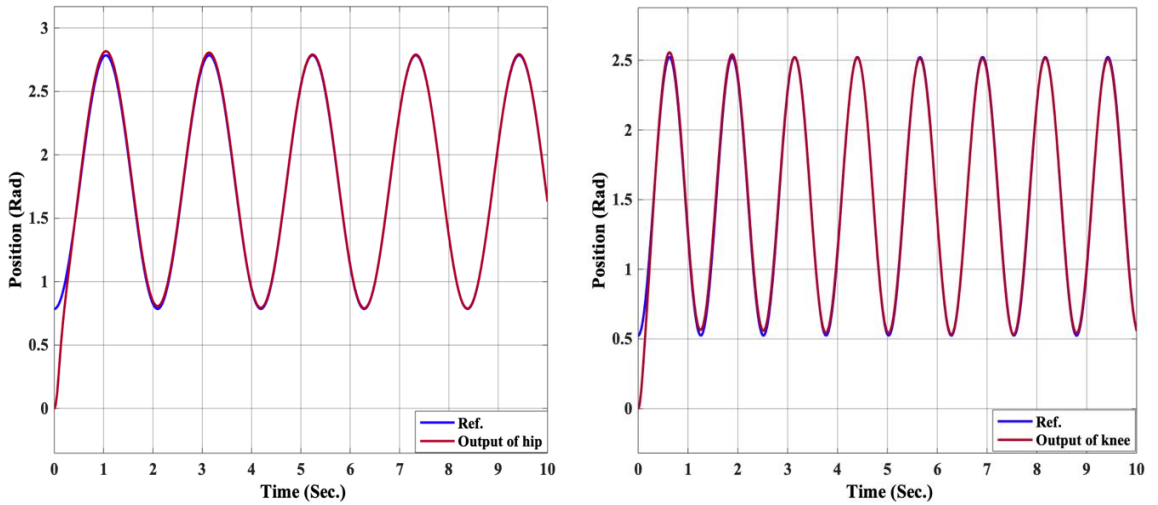 3
2.5
2
1.5
1
0.5
0
Position (Rad)
0 1 2 3 4 5 6 7 8 9 10
Time (Sec.)
Ref.
Output of hip
2.5
2
1.5
1
0.5
0
Position (Rad)
0 1 2 3 4 5 6 7 8 9 10
Time (Sec.)
Ref.
Output of knee